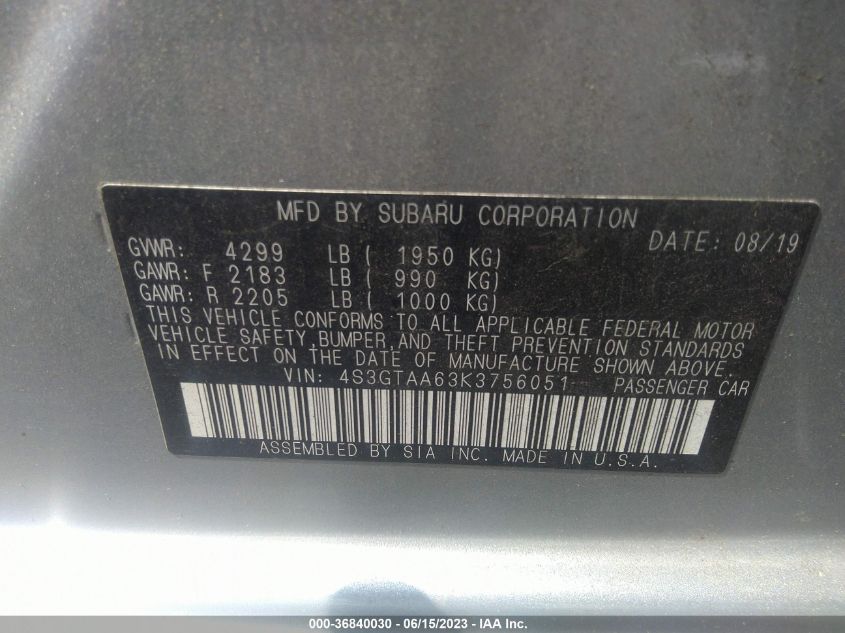 MFD BY SUBARU CORPORATION
DATE: 08/19
GVWR: 4299 LB ( 1950 KG)
GAWR: F 2183 LB ( 990 KG)
GAWR: R 2205 LB ( 1000 KG)
THIS VEHICLE CONFORMS TO ALL APPLICABLE FEDERAL MOTOR
VEHICLE SAFETY, BUMPER, AND THEFT PREVENTION STANDARDS
IN EFFECT ON THE DATE OF MANUFACTURE SHOWN ABOVE.
VIN: 4S3GTAA63K3756051 PASSENGER CAR
ASSEMBLED BY SIA INC. MADE IN U.S.A.
000-36840030 - 06/15/2023 - IAA Inc.